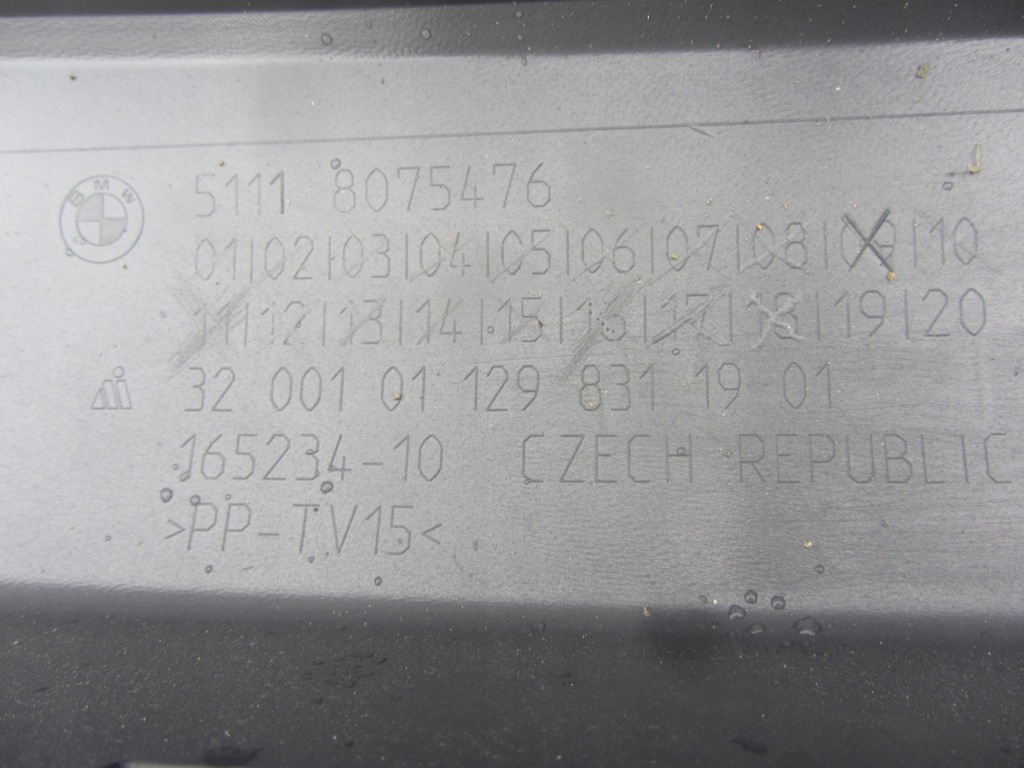 BMW 5111 8075476
01|02|03|04|05|06|07|08|09|10
11|12|13|14|15|16|17|18|19|20
32 001 01 129 831 19 01
165234-10 CZECH REPUBLIC
>PP-TV15<